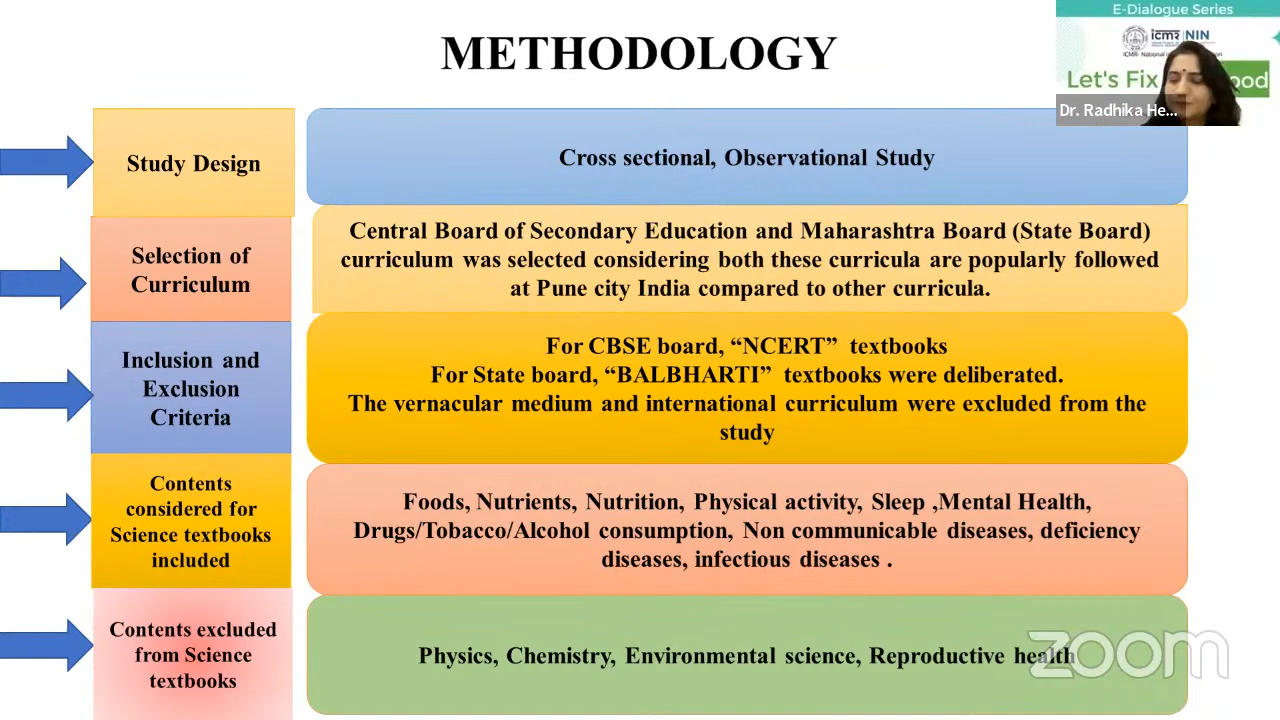 METHODOLOGY
E-Dialogue Series
icmr NIN
ICMR- National
Let's Fix
ood
Dr. Radhika He...
Study Design
Cross sectional, Observational Study
Selection of
Curriculum
Central Board of Secondary Education and Maharashtra Board (State Board)
curriculum was selected considering both these curricula are popularly followed
at Pune city India compared to other curricula.
Inclusion and
Exclusion
Criteria
For CBSE board, “NCERT” textbooks
For State board, “BALBHARTI” textbooks were deliberated.
The vernacular medium and international curriculum were excluded from the
study
Contents
considered for
Science textbooks
included
Foods, Nutrients, Nutrition, Physical activity, Sleep ,Mental Health,
Drugs/Tobacco/Alcohol consumption, Non communicable diseases, deficiency
diseases, infectious diseases .
Contents excluded
from Science
textbooks
Physics, Chemistry, Environmental science, Reproductive health
zoom